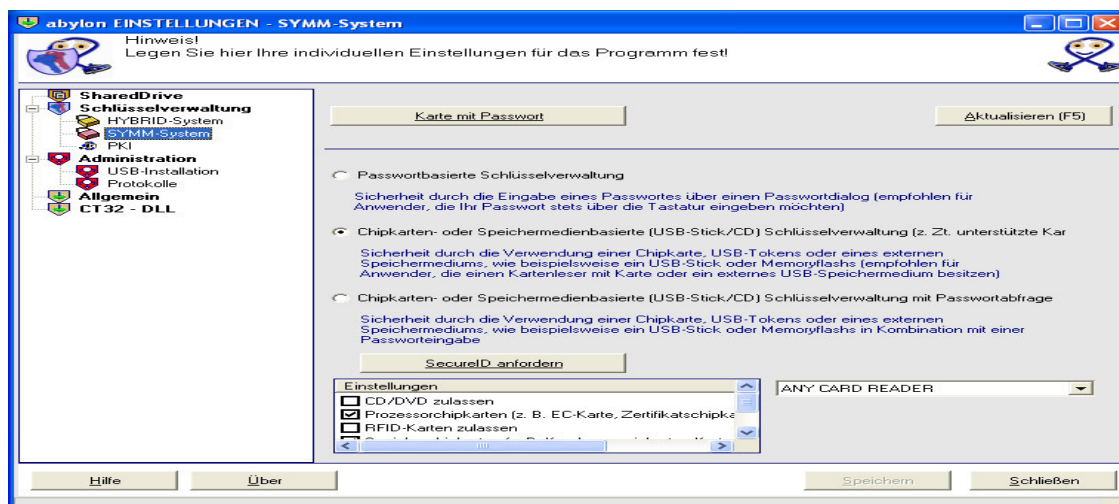 abylon EINSTELLUNGEN - SYMM-System
Hinweis!
Legen Sie hier Ihre individuellen Einstellungen für das Programm fest!
SharedDrive
Schlüsselverwaltung
HYBRID-System
SYMM-System
PKI
Administration
USB-Installation
Protokolle
Allgemein
CT32 - DLL
Karte mit Passwort
Aktualisieren (F5)
Passwortbasierte Schlüsselverwaltung
Sicherheit durch die Eingabe eines Passwortes über einen Passwortdialog (empfohlen für
Anwender, die Ihr Passwort stets über die Tastatur eingeben möchten)
Chipkarten- oder Speichermedienbasierte (USB-Stick/CD) Schlüsselverwaltung (z. Zt. unterstützte Kar
Sicherheit durch die Verwendung einer Chipkarte, USB-Tokens oder eines externen
Speichermediums, wie beispielsweise ein USB-Stick oder Memoryflashs (empfohlen für
Anwender, die einen Kartenleser mit Karte oder ein externes USB-Speichermedium besitzen)
Chipkarten- oder Speichermedienbasierte (USB-Stick/CD) Schlüsselverwaltung mit Passwortabfrage
Sicherheit durch die Verwendung einer Chipkarte, USB-Tokens oder eines externen
Speichermediums, wie beispielsweise ein USB-Stick oder Memoryflashs in Kombination mit einer
Passworteingabe
SecureID anfordern
Einstellungen
CD/DVD zulassen
Prozessorchipkarten (z. B. EC-Karte, Zertifikatschipka
RFID-Karten zulassen
ANY CARD READER
Hilfe
Über
Speichern
Schließen